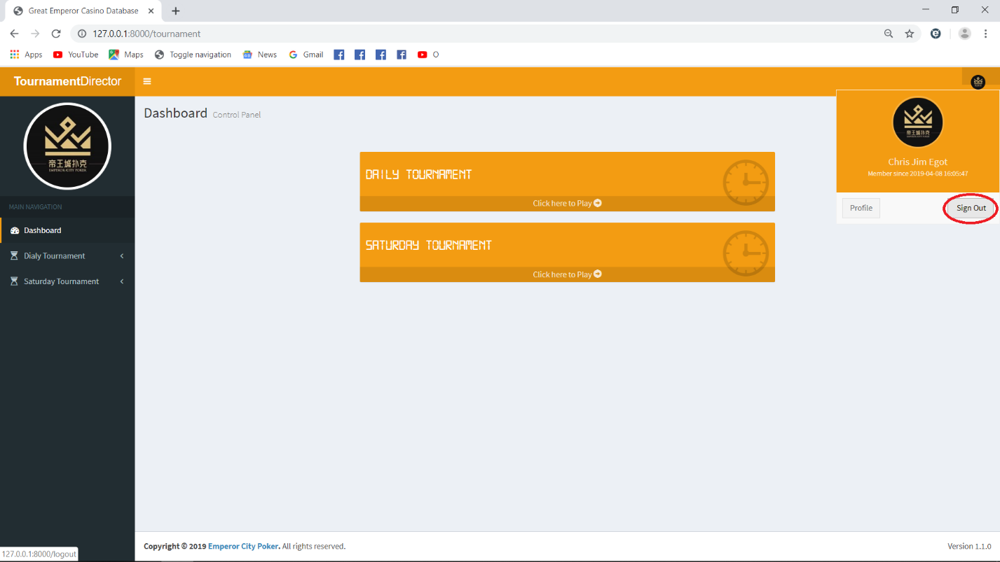 Great Emperor Casino Database
127.0.0.1:8000/tournament
Apps YouTube Maps Toggle navigation News Gmail O
TournamentDirector
帝王城扑克
EMPEROR CITY POKER
MAIN NAVIGATION
Dashboard
Dialy Tournament
Saturday Tournament
Dashboard Control Panel
DAILY TOURNAMENT
Click here to Play
SATURDAY TOURNAMENT
Click here to Play
帝王城扑克
EMPEROR CITY POKER
Chris Jim Egot
Member since 2019-04-08 16:05:47
Profile Sign Out
Copyright © 2019 Emperor City Poker. All rights reserved. Version 1.1.0
127.0.0.1:8000/logout